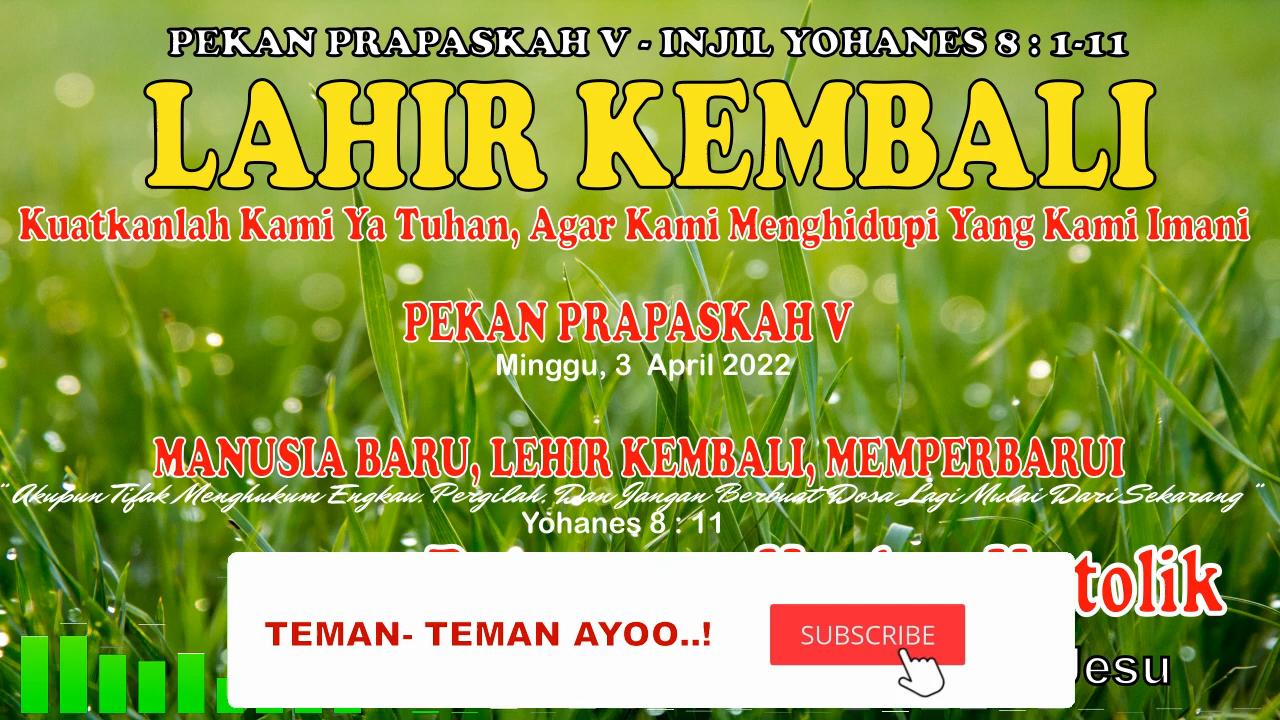 PEKAN PRAPASKAH V - INJIL YOHANES 8 : 1-11
LAHIR KEMBALI
Kuatkanlah Kami Ya Tuhan, Agar Kami Menghidupi Yang Kami Imani
PEKAN PRAPASKAH V
Minggu, 3 April 2022
MANUSIA BARU, LEHIR KEMBALI, MEMPERBARUI
“ Akupun Tifak Menghukum Engkau. Pergilah, Dan Jangan Berbuat Dosa Lagi Mulai Dari Sekarang “
Yohanes 8 : 11
tolik
TEMAN- TEMAN AYOO..!
SUBSCRIBE
Jesu